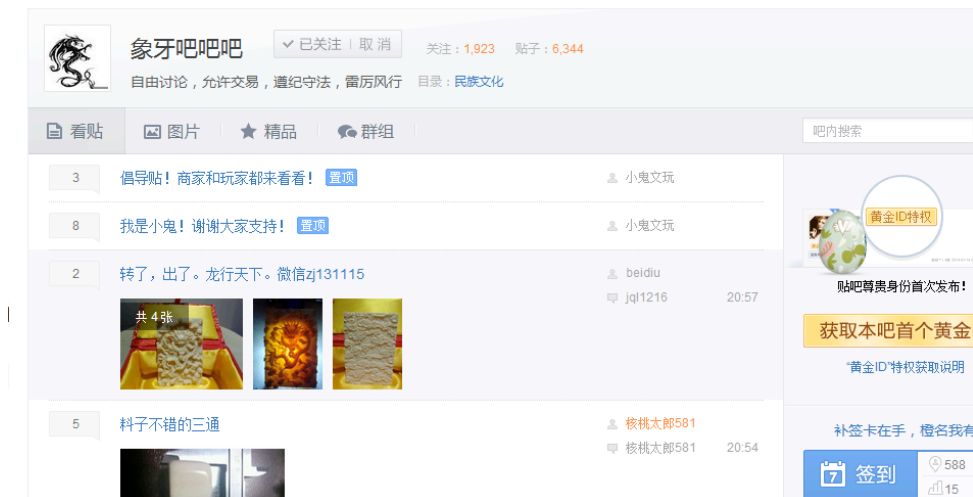 象牙吧吧吧
已关注 取 消
关注：1,923 贴子：6,344
自由讨论，允许交易，遵纪守法，雷厉风行 目录：民族文化
看贴 图片 精品 群组
吧内搜索
3 倡导贴！商家和玩家都来看看！ 置顶 小鬼文玩
8 我是小鬼！谢谢大家支持！ 置顶 小鬼文玩
2 转了，出了。龙行天下。微信zj131115 beidiu
jql1216 20:57
共 4 张
5 料子不错的三通 核桃太郎581
核桃太郎581 20:54
黄金ID特权
贴吧尊贵身份首次发布！
获取本吧首个黄金
“黄金ID”特权获取说明
补签卡在手，橙名我有
7 签到 588
15